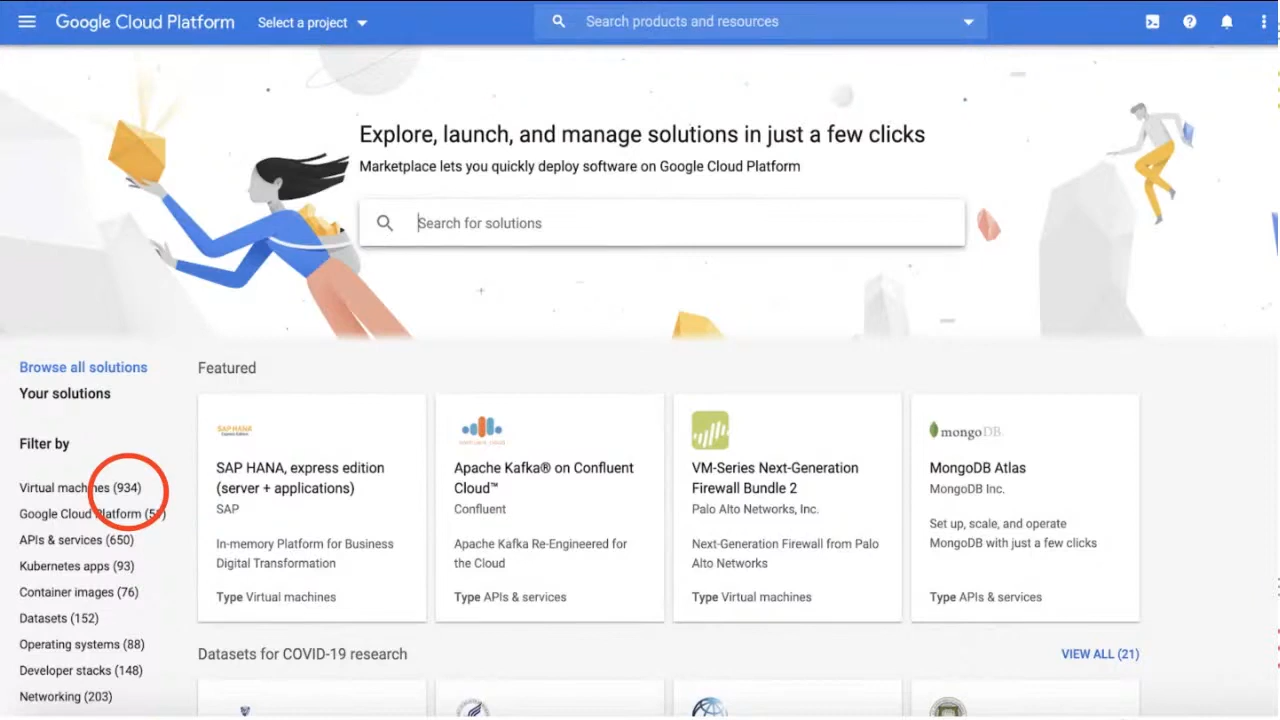 Google Cloud Platform
Select a project
Search products and resources
Explore, launch, and manage solutions in just a few clicks
Marketplace lets you quickly deploy software on Google Cloud Platform
Search for solutions
Browse all solutions
Your solutions
Filter by
Virtual machines (934)
Google Cloud Platform
APIs & services (650)
Kubernetes apps (93)
Container images (76)
Datasets (152)
Operating systems (88)
Developer stacks (148)
Networking (203)
Featured
SAP HANA
SAP HANA, express edition
(server + applications)
SAP
In-memory Platform for Business
Digital Transformation
Type Virtual machines
Apache Kafka® on Confluent
Cloud™
Confluent
Apache Kafka Re-Engineered for
the Cloud
Type APIs & services
VM-Series Next-Generation
Firewall Bundle 2
Palo Alto Networks, Inc.
Next-Generation Firewall from Palo
Alto Networks
Type Virtual machines
mongoDB
MongoDB Atlas
MongoDB Inc.
Set up, scale, and operate
MongoDB with just a few clicks
Type APIs & services
Datasets for COVID-19 research
VIEW ALL (21)